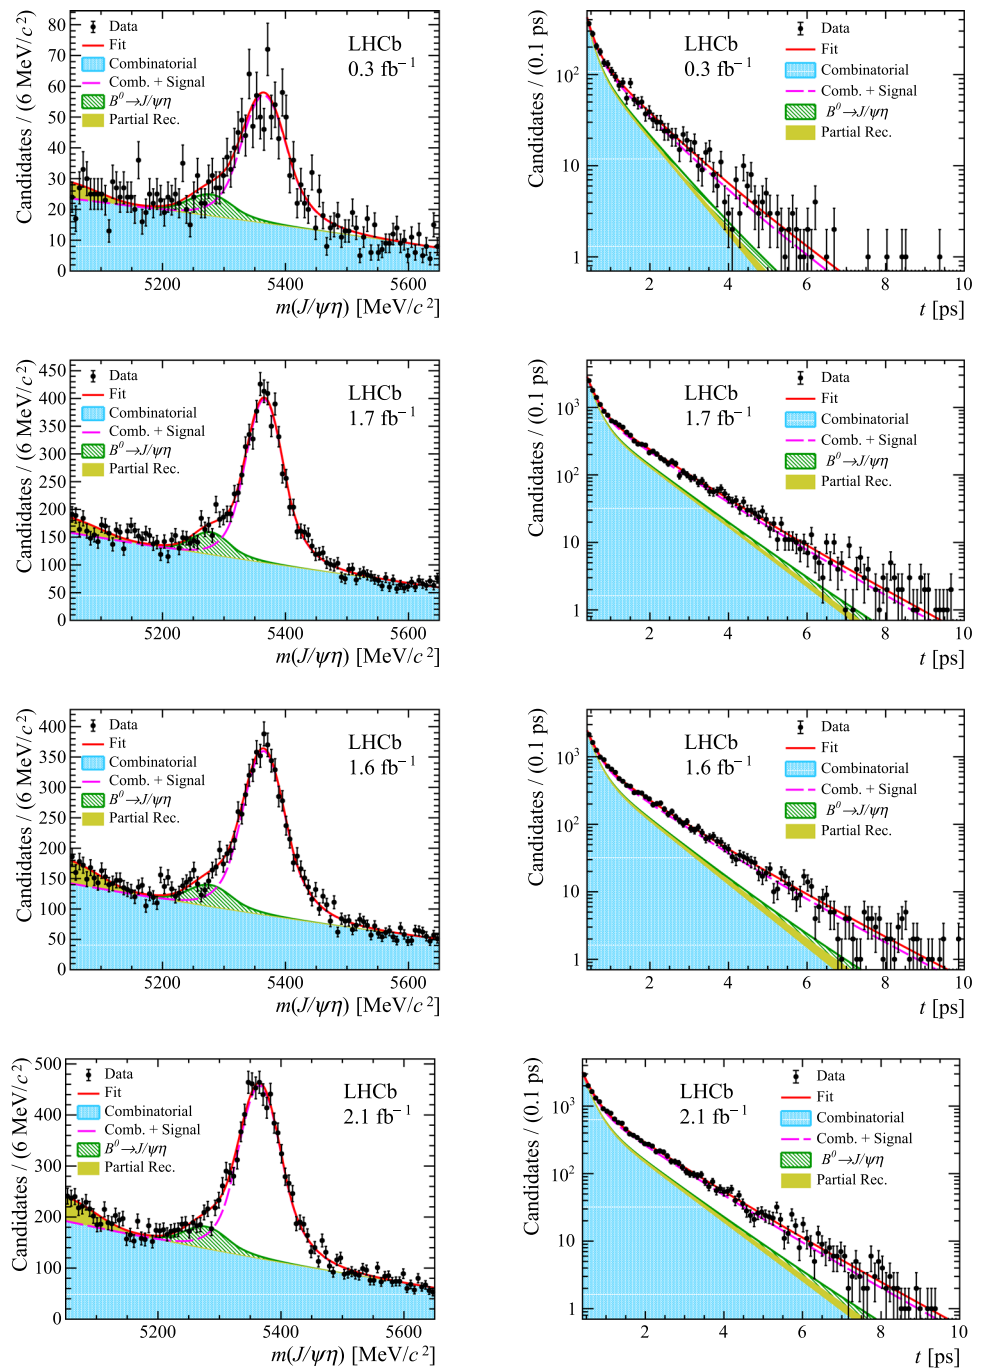 Candidates / (6 MeV/c²)
80
70
60
50
40
30
20
10
0
Data
Fit
Combinatorial
Comb. + Signal
B⁰→J/ψη
Partial Rec.
LHCb
0.3 fb⁻¹
5200 5400 5600
m(J/ψη) [MeV/c²]
Candidates / (0.1 ps)
10²
10
1
Data
Fit
Combinatorial
Comb. + Signal
B⁰→J/ψη
Partial Rec.
LHCb
0.3 fb⁻¹
2 4 6 8 10
t [ps]
Candidates / (6 MeV/c²)
450
400
350
300
250
200
150
100
50
0
Data
Fit
Combinatorial
Comb. + Signal
B⁰→J/ψη
Partial Rec.
LHCb
1.7 fb⁻¹
5200 5400 5600
m(J/ψη) [MeV/c²]
Candidates / (0.1 ps)
10³
10²
10
1
Data
Fit
Combinatorial
Comb. + Signal
B⁰→J/ψη
Partial Rec.
LHCb
1.7 fb⁻¹
2 4 6 8 10
t [ps]
Candidates / (6 MeV/c²)
400
350
300
250
200
150
100
50
0
Data
Fit
Combinatorial
Comb. + Signal
B⁰→J/ψη
Partial Rec.
LHCb
1.6 fb⁻¹
5200 5400 5600
m(J/ψη) [MeV/c²]
Candidates / (0.1 ps)
10³
10²
10
1
Data
Fit
Combinatorial
Comb. + Signal
B⁰→J/ψη
Partial Rec.
LHCb
1.6 fb⁻¹
2 4 6 8 10
t [ps]
Candidates / (6 MeV/c²)
500
400
300
200
100
0
Data
Fit
Combinatorial
Comb. + Signal
B⁰→J/ψη
Partial Rec.
LHCb
2.1 fb⁻¹
5200 5400 5600
m(J/ψη) [MeV/c²]
Candidates / (0.1 ps)
10³
10²
10
1
Data
Fit
Combinatorial
Comb. + Signal
B⁰→J/ψη
Partial Rec.
LHCb
2.1 fb⁻¹
2 4 6 8 10
t [ps]